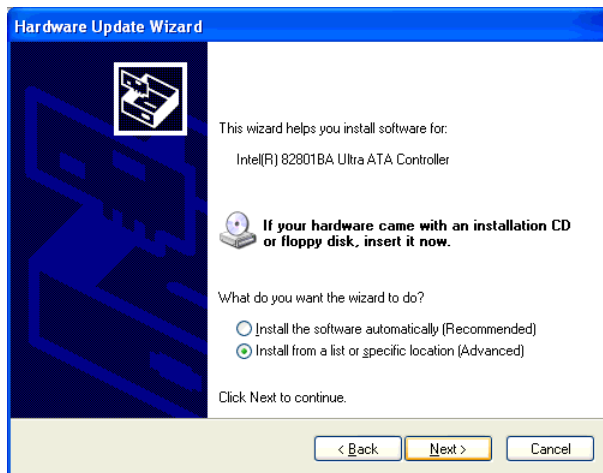 Hardware Update Wizard
This wizard helps you install software for:
Intel(R) 82801BA Ultra ATA Controller
If your hardware came with an installation CD
or floppy disk, insert it now.
What do you want the wizard to do?
Install the software automatically (Recommended)
Install from a list or specific location (Advanced)
Click Next to continue.
< Back
Next >
Cancel